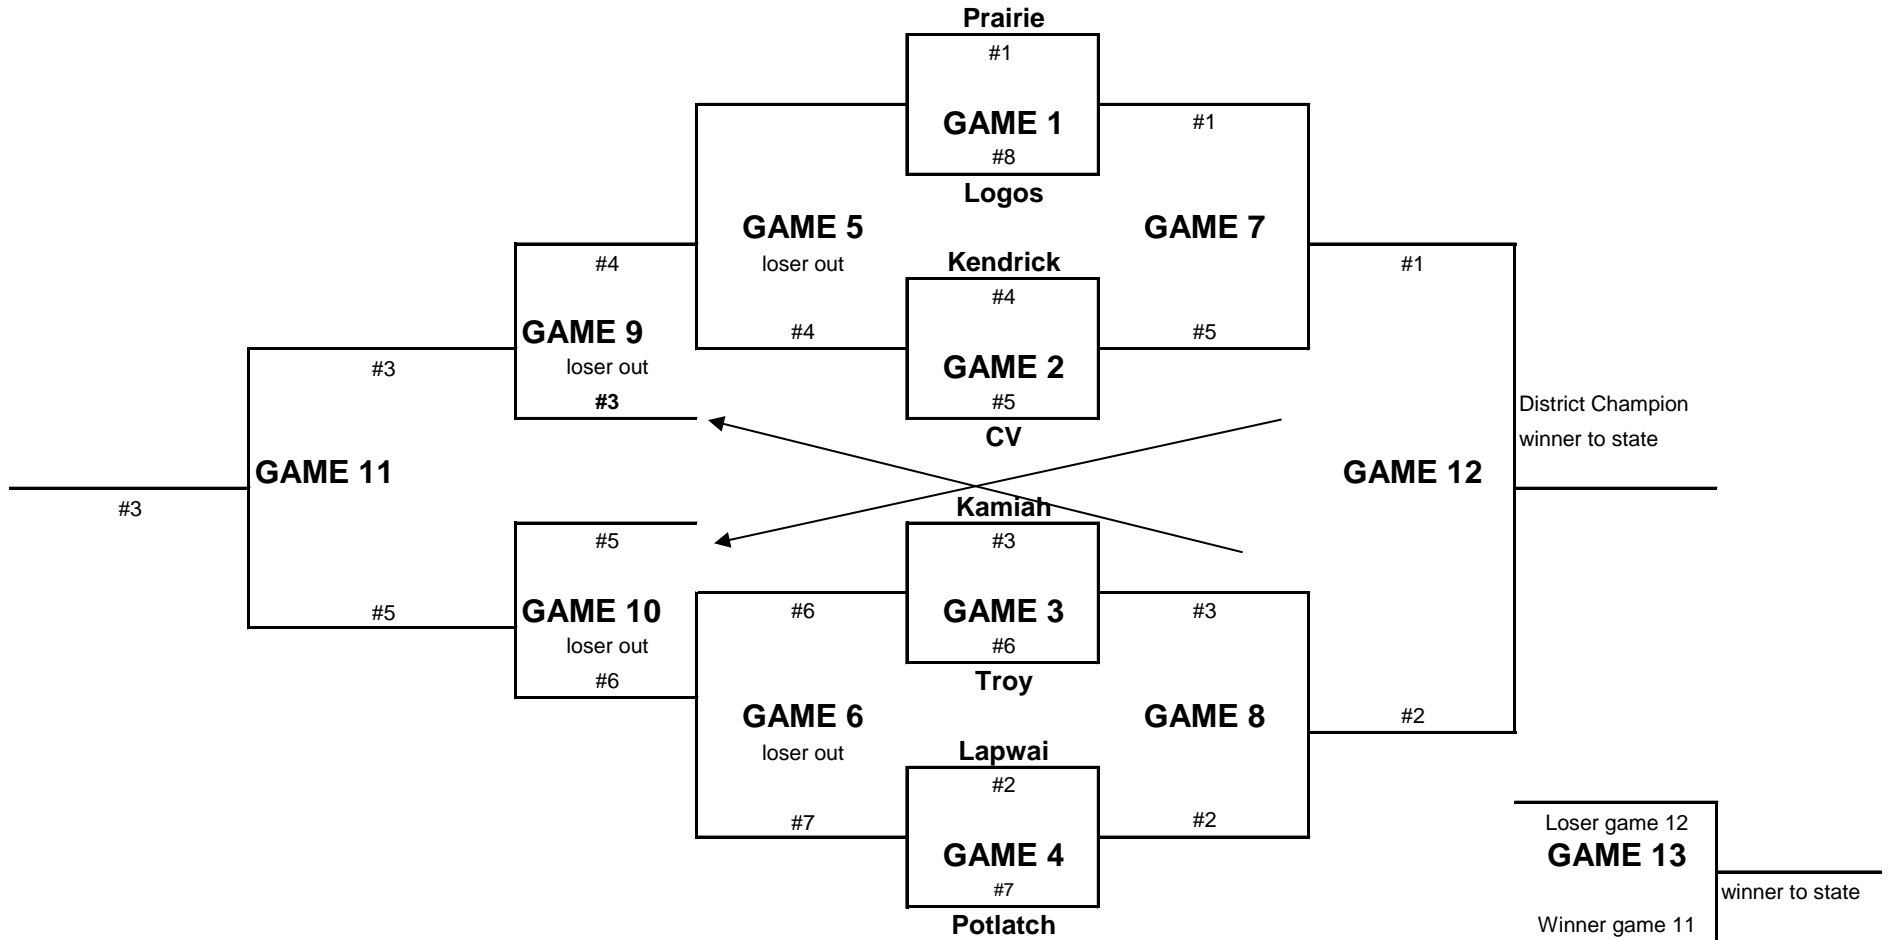 Prairie
#1
GAME 1
#1
#8
Logos
GAME 5
GAME 7
loser out
Kendrick
#4
#1
#4
GAME 9
#4
#5
loser out
GAME 2
#3
#3
#5
District Champion
CV
winner to state
GAME 11
GAME 12
#3
Kamiah
#5
#3
GAME 10
#6
GAME 3
#3
#5
loser out
#6
#6
Troy
GAME 6
GAME 8
#2
loser out
Lapwai
#2
#7
#2
Loser game 12
GAME 4
GAME 13
#7
winner to state
Potlatch
Winner game 11